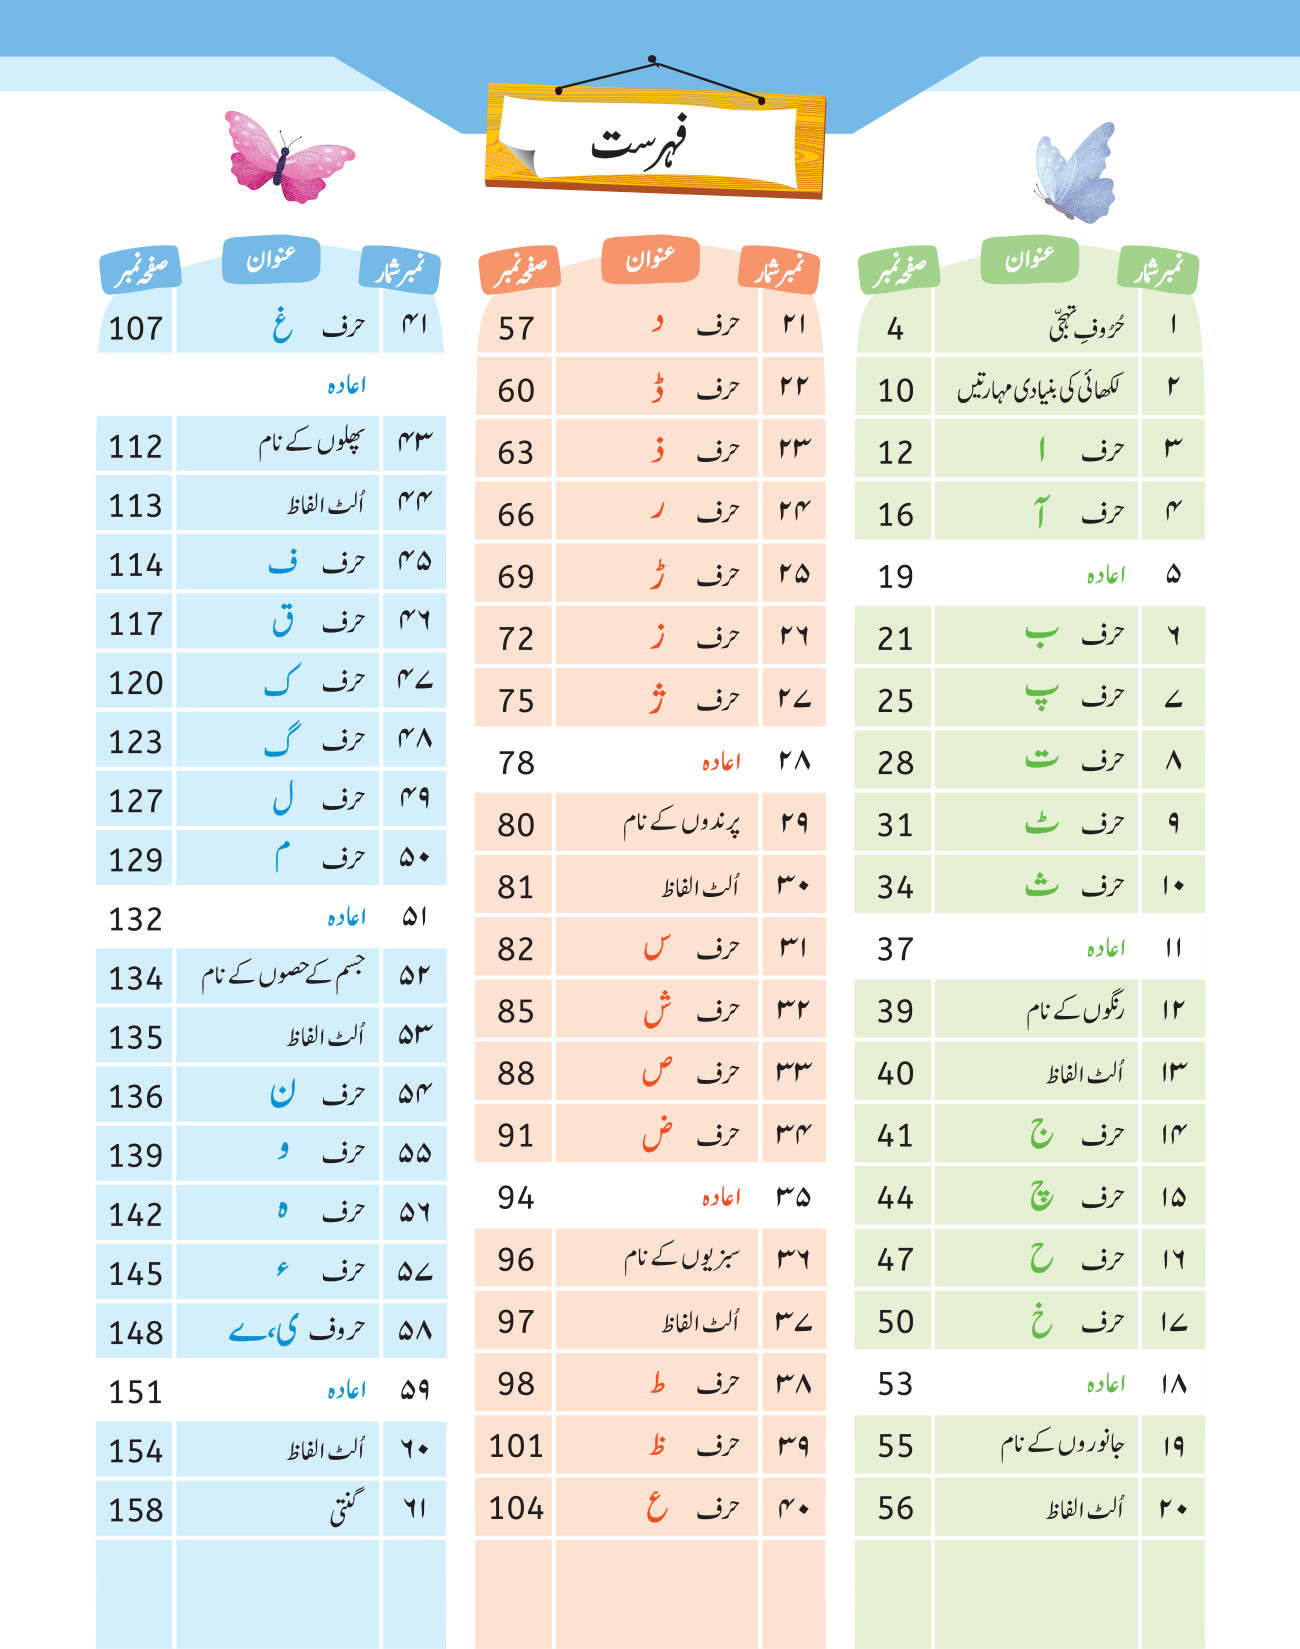 فہرست
نمبر شمار عنوان صفحہ نمبر
۱ حُرُوفِ تہجّی 4
۲ لکھائی کی بنیادی مہارتیں 10
۳ حرف ا 12
۴ حرف آ 16
۵ اعادہ 19
۶ حرف ب 21
۷ حرف پ 25
۸ حرف ت 28
۹ حرف ٹ 31
۱۰ حرف ث 34
۱۱ اعادہ 37
۱۲ رنگوں کے نام 39
۱۳ اُلٹ الفاظ 40
۱۴ حرف ج 41
۱۵ حرف چ 44
۱۶ حرف ح 47
۱۷ حرف خ 50
۱۸ اعادہ 53
۱۹ جانوروں کے نام 55
۲۰ اُلٹ الفاظ 56
نمبر شمار عنوان صفحہ نمبر
۲۱ حرف د 57
۲۲ حرف ڈ 60
۲۳ حرف ذ 63
۲۴ حرف ر 66
۲۵ حرف ڑ 69
۲۶ حرف ز 72
۲۷ حرف ژ 75
۲۸ اعادہ 78
۲۹ پرندوں کے نام 80
۳۰ اُلٹ الفاظ 81
۳۱ حرف س 82
۳۲ حرف ش 85
۳۳ حرف ص 88
۳۴ حرف ض 91
۳۵ اعادہ 94
۳۶ سبزیوں کے نام 96
۳۷ اُلٹ الفاظ 97
۳۸ حرف ط 98
۳۹ حرف ظ 101
۴۰ حرف ع 104
نمبر شمار عنوان صفحہ نمبر
۴۱ حرف غ 107
اعادہ
۴۳ پھلوں کے نام 112
۴۴ اُلٹ الفاظ 113
۴۵ حرف ف 114
۴۶ حرف ق 117
۴۷ حرف ک 120
۴۸ حرف گ 123
۴۹ حرف ل 127
۵۰ حرف م 129
۵۱ اعادہ 132
۵۲ جسم کے حصوں کے نام 134
۵۳ اُلٹ الفاظ 135
۵۴ حرف ن 136
۵۵ حرف و 139
۵۶ حرف ہ 142
۵۷ حرف ء 145
۵۸ حروف ی، ے 148
۵۹ اعادہ 151
۶۰ اُلٹ الفاظ 154
۶۱ گنتی 158